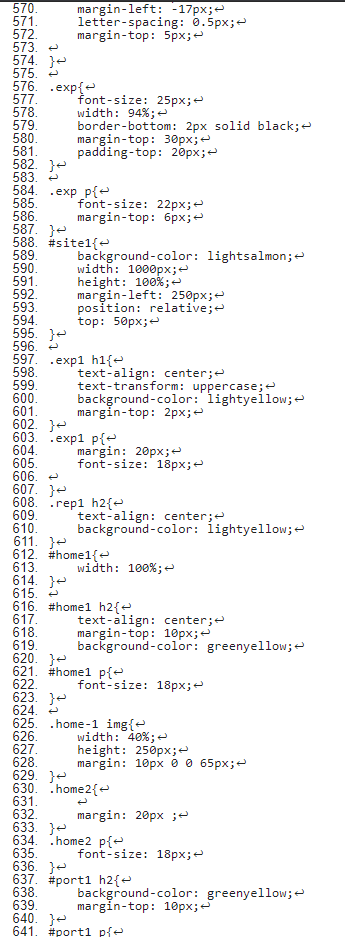 570. margin-left: -17px;↩
571. letter-spacing: 0.5px;↩
572. margin-top: 5px;↩
573. ↩
574. }↩
575. ↩
576. .exp{↩
577. font-size: 25px;↩
578. width: 94%;↩
579. border-bottom: 2px solid black;↩
580. margin-top: 30px;↩
581. padding-top: 20px;↩
582. }↩
583. ↩
584. .exp p{↩
585. font-size: 22px;↩
586. margin-top: 6px;↩
587. }↩
588. #site1{↩
589. background-color: lightsalmon;↩
590. width: 1000px;↩
591. height: 100%;↩
592. margin-left: 250px;↩
593. position: relative;↩
594. top: 50px;↩
595. }↩
596. ↩
597. .exp1 h1{↩
598. text-align: center;↩
599. text-transform: uppercase;↩
600. background-color: lightyellow;↩
601. margin-top: 2px;↩
602. }↩
603. .exp1 p{↩
604. margin: 20px;↩
605. font-size: 18px;↩
606. ↩
607. }↩
608. .rep1 h2{↩
609. text-align: center;↩
610. background-color: lightyellow;↩
611. }↩
612. #home1{↩
613. width: 100%;↩
614. }↩
615. ↩
616. #home1 h2{↩
617. text-align: center;↩
618. margin-top: 10px;↩
619. background-color: greenyellow;↩
620. }↩
621. #home1 p{↩
622. font-size: 18px;↩
623. }↩
624. ↩
625. .home-1 img{↩
626. width: 40%;↩
627. height: 250px;↩
628. margin: 10px 0 0 65px;↩
629. }↩
630. .home2{↩
631. ↩
632. margin: 20px ;↩
633. }↩
634. .home2 p{↩
635. font-size: 18px;↩
636. }↩
637. #port1 h2{↩
638. background-color: greenyellow;↩
639. margin-top: 10px;↩
640. }↩
641. #port1 p{↩